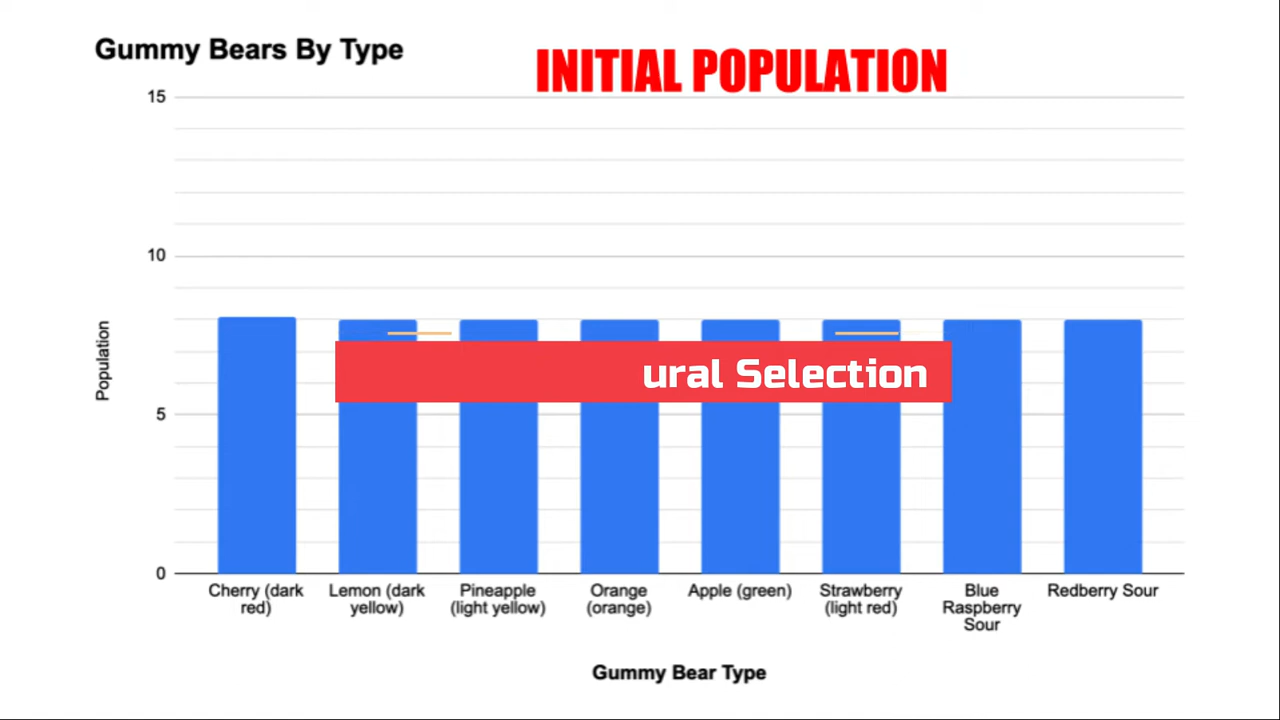 Gummy Bears By Type
INITIAL POPULATION
15
10
5
0
Population
ural Selection
Cherry (dark red)
Lemon (dark yellow)
Pineapple (light yellow)
Orange (orange)
Apple (green)
Strawberry (light red)
Blue Raspberry Sour
Redberry Sour
Gummy Bear Type